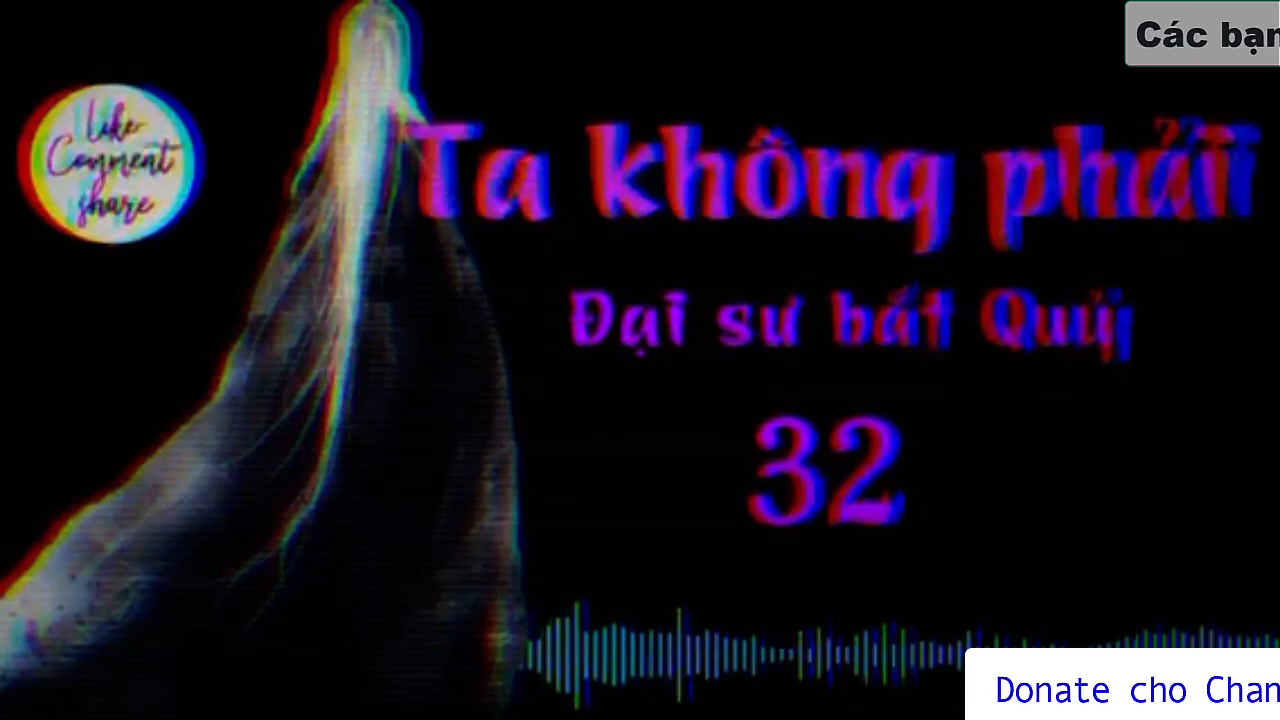 Các bạn
like
Comment
share
Ta không phải
Đại sư bắt Quỷ
32
Donate cho Chan